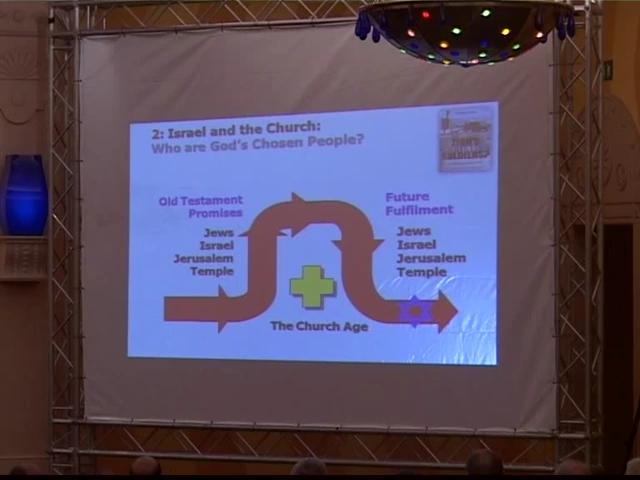 2: Israel and the Church:
Who are God's Chosen People?
Old Testament
Promises
Jews
Israel
Jerusalem
Temple
Future
Fulfilment
Jews
Israel
Jerusalem
Temple
The Church Age